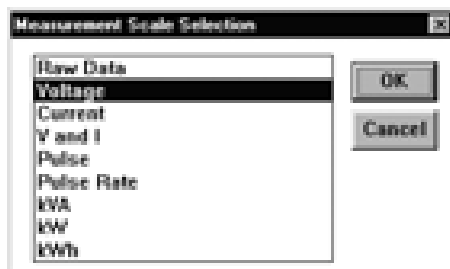 Measurement Scale Selection
Raw Data
Voltage
Current
V and I
Pulse
Pulse Rate
kVA
kW
kWh
OK
Cancel